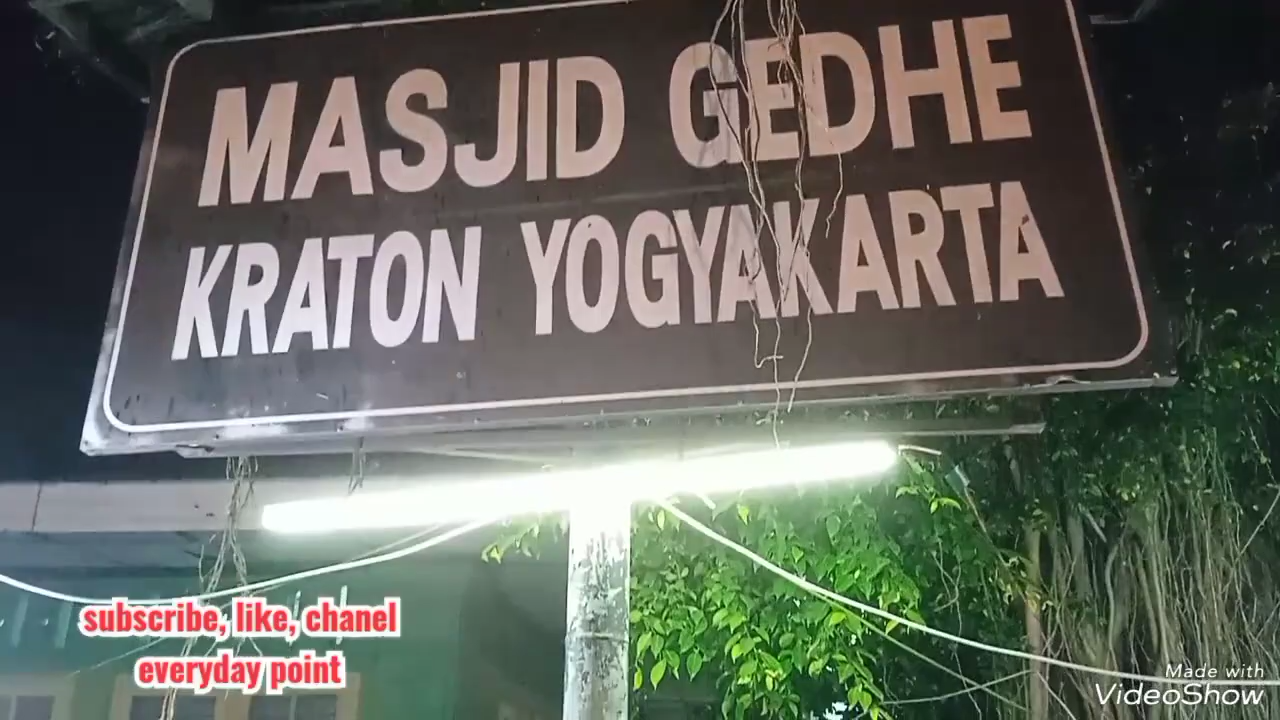 MASJID GEDHE
KRATON YOGYAKARTA
subscribe, like, chanel
everyday point
Made with
VideoShow